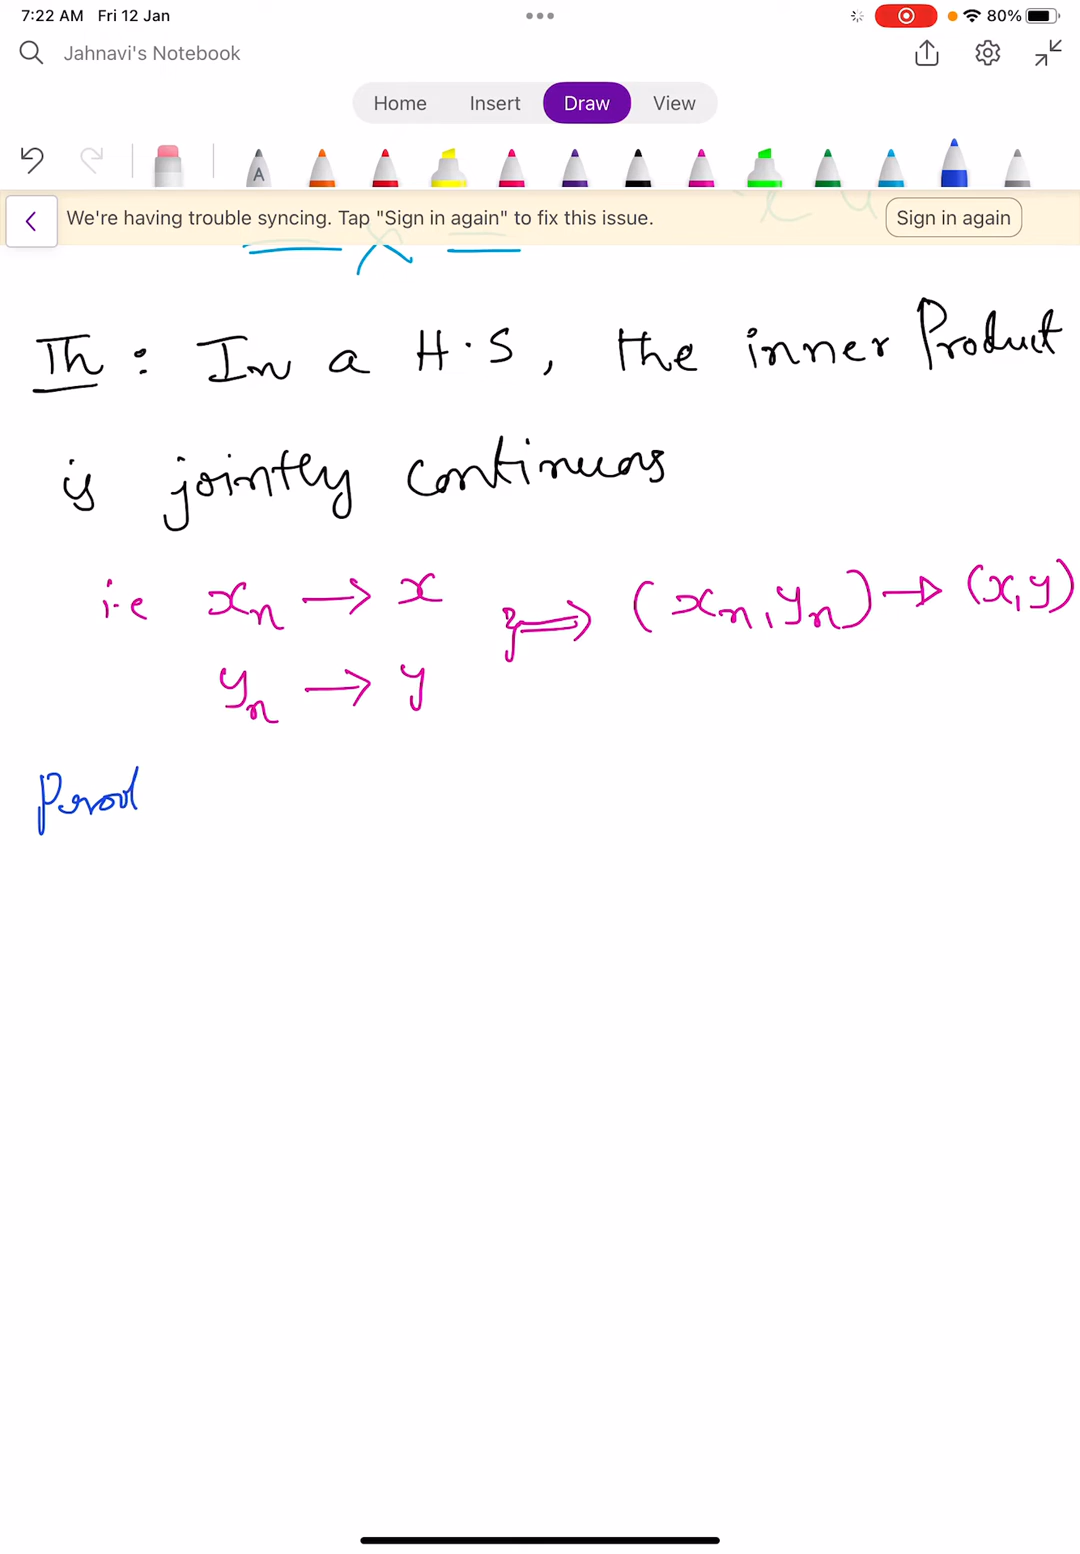 7:22 AM Fri 12 Jan 80%
Jahnavi's Notebook
Home Insert Draw View
A
We're having trouble syncing. Tap "Sign in again" to fix this issue. Sign in again
Th : In a H.S, the inner Product
is jointly continuous
i.e xₙ → x ⟹ (xₙ, yₙ) → (x, y)
yₙ → y
Proof